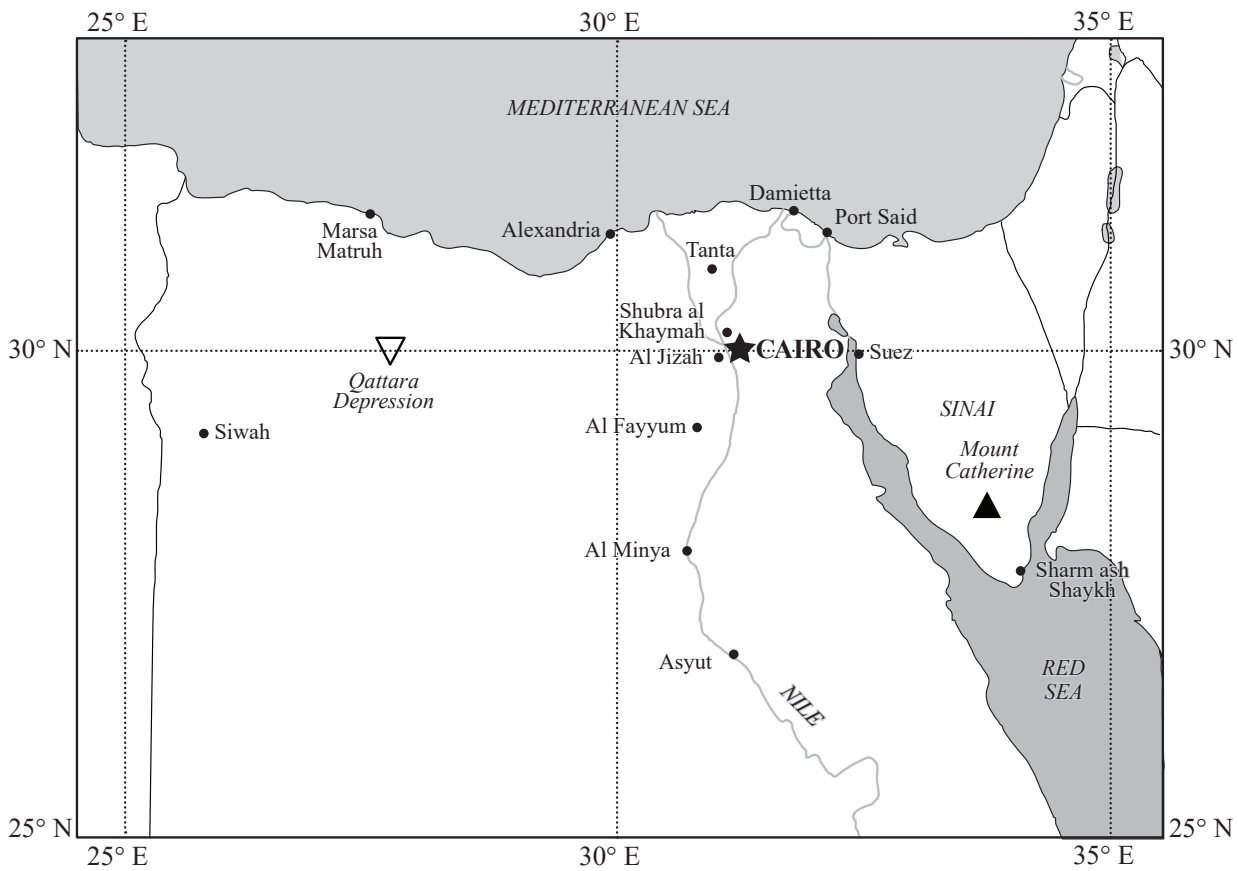 25° E 30° E 35° E
MEDITERRANEAN SEA
Damietta
Port Said
Alexandria
Marsa
Matruh
Tanta
Shubra al
Khaymah
30° N CAIRO Suez 30° N
Al Jizah
Qattara
Depression
SINAI
Al Fayyum
Siwah
Mount
Catherine
Al Minya
Sharm ash
Shaykh
Asyut
RED
SEA
NILE
25° N 25° N
25° E 30° E 35° E